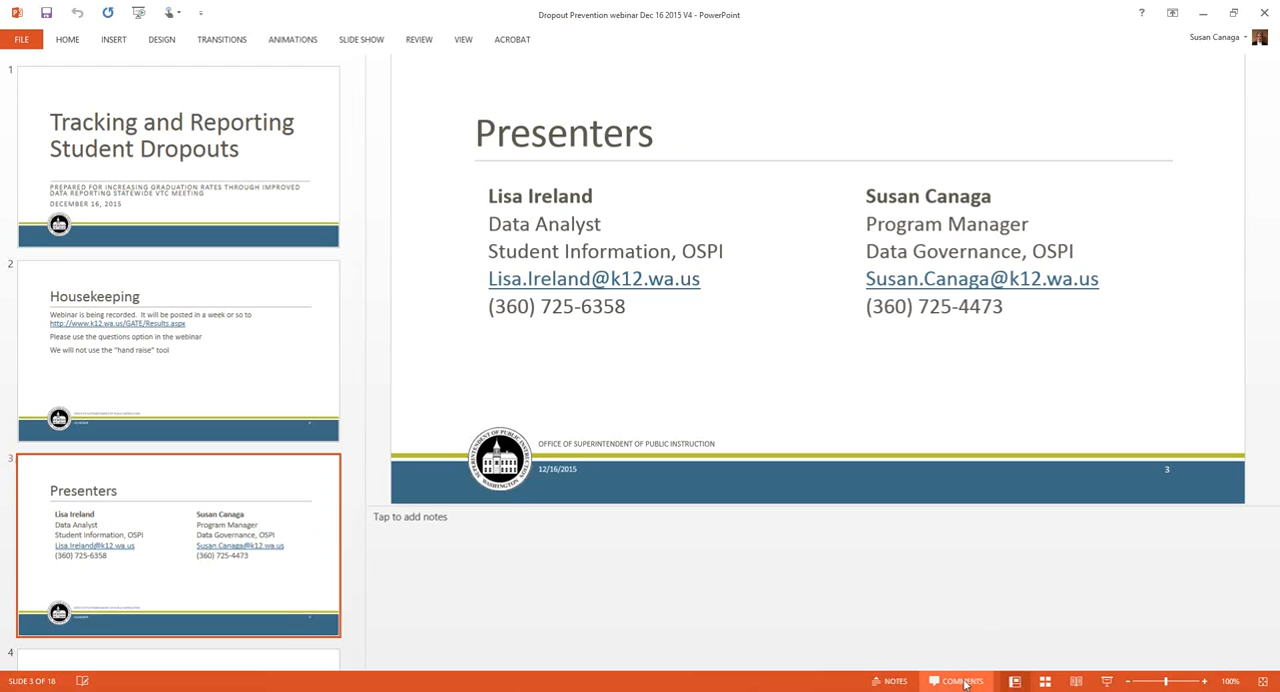 Dropout Prevention webinar Dec 16 2015 V4 - PowerPoint
?
FILE HOME INSERT DESIGN TRANSITIONS ANIMATIONS SLIDE SHOW REVIEW VIEW ACROBAT
Susan Canaga
1
Tracking and Reporting
Student Dropouts
PREPARED FOR INCREASING GRADUATION RATES THROUGH IMPROVED
DATA REPORTING STATEWIDE VTC MEETING
DECEMBER 16, 2015
2
Housekeeping
Webinar is being recorded. It will be posted in a week or so to
http://www.k12.wa.us/GATE/Results.aspx
Please use the questions option in the webinar
We will not use the "hand raise" tool
3
Presenters
Lisa Ireland
Data Analyst
Student Information, OSPI
Lisa.Ireland@k12.wa.us
(360) 725-6358
Susan Canaga
Program Manager
Data Governance, OSPI
Susan.Canaga@k12.wa.us
(360) 725-4473
4
Presenters
Lisa Ireland
Data Analyst
Student Information, OSPI
Lisa.Ireland@k12.wa.us
(360) 725-6358
Susan Canaga
Program Manager
Data Governance, OSPI
Susan.Canaga@k12.wa.us
(360) 725-4473
SUPERINTENDENT OF PUBLIC INSTRUCTION
WASHINGTON
OFFICE OF SUPERINTENDENT OF PUBLIC INSTRUCTION
12/16/2015
3
Tap to add notes
SLIDE 3 OF 18
NOTES
COMMENTS
100%